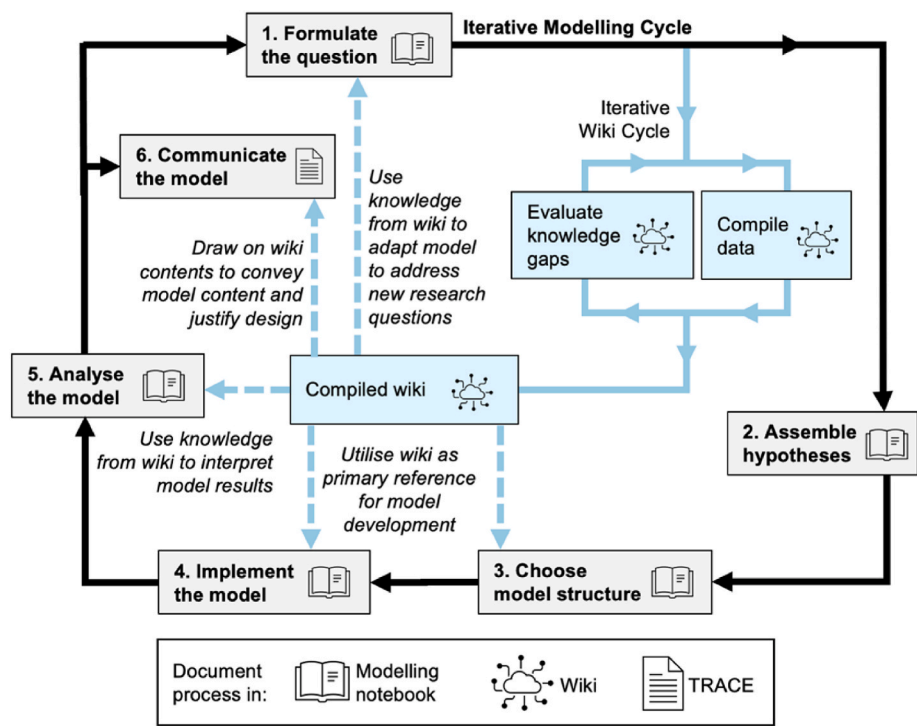 1. Formulate
the question
Iterative Modelling Cycle
Iterative
Wiki Cycle
6. Communicate
the model
Use
knowledge
from wiki to
adapt model
to address
new research
questions
Evaluate
knowledge
gaps
Compile
data
Draw on wiki
contents to convey
model content and
justify design
5. Analyse
the model
Compiled wiki
2. Assemble
hypotheses
Use knowledge
from wiki to interpret
model results
Utilise wiki as
primary reference
for model
development
4. Implement
the model
3. Choose
model structure
Document
process in:
Modelling
notebook
Wiki
TRACE